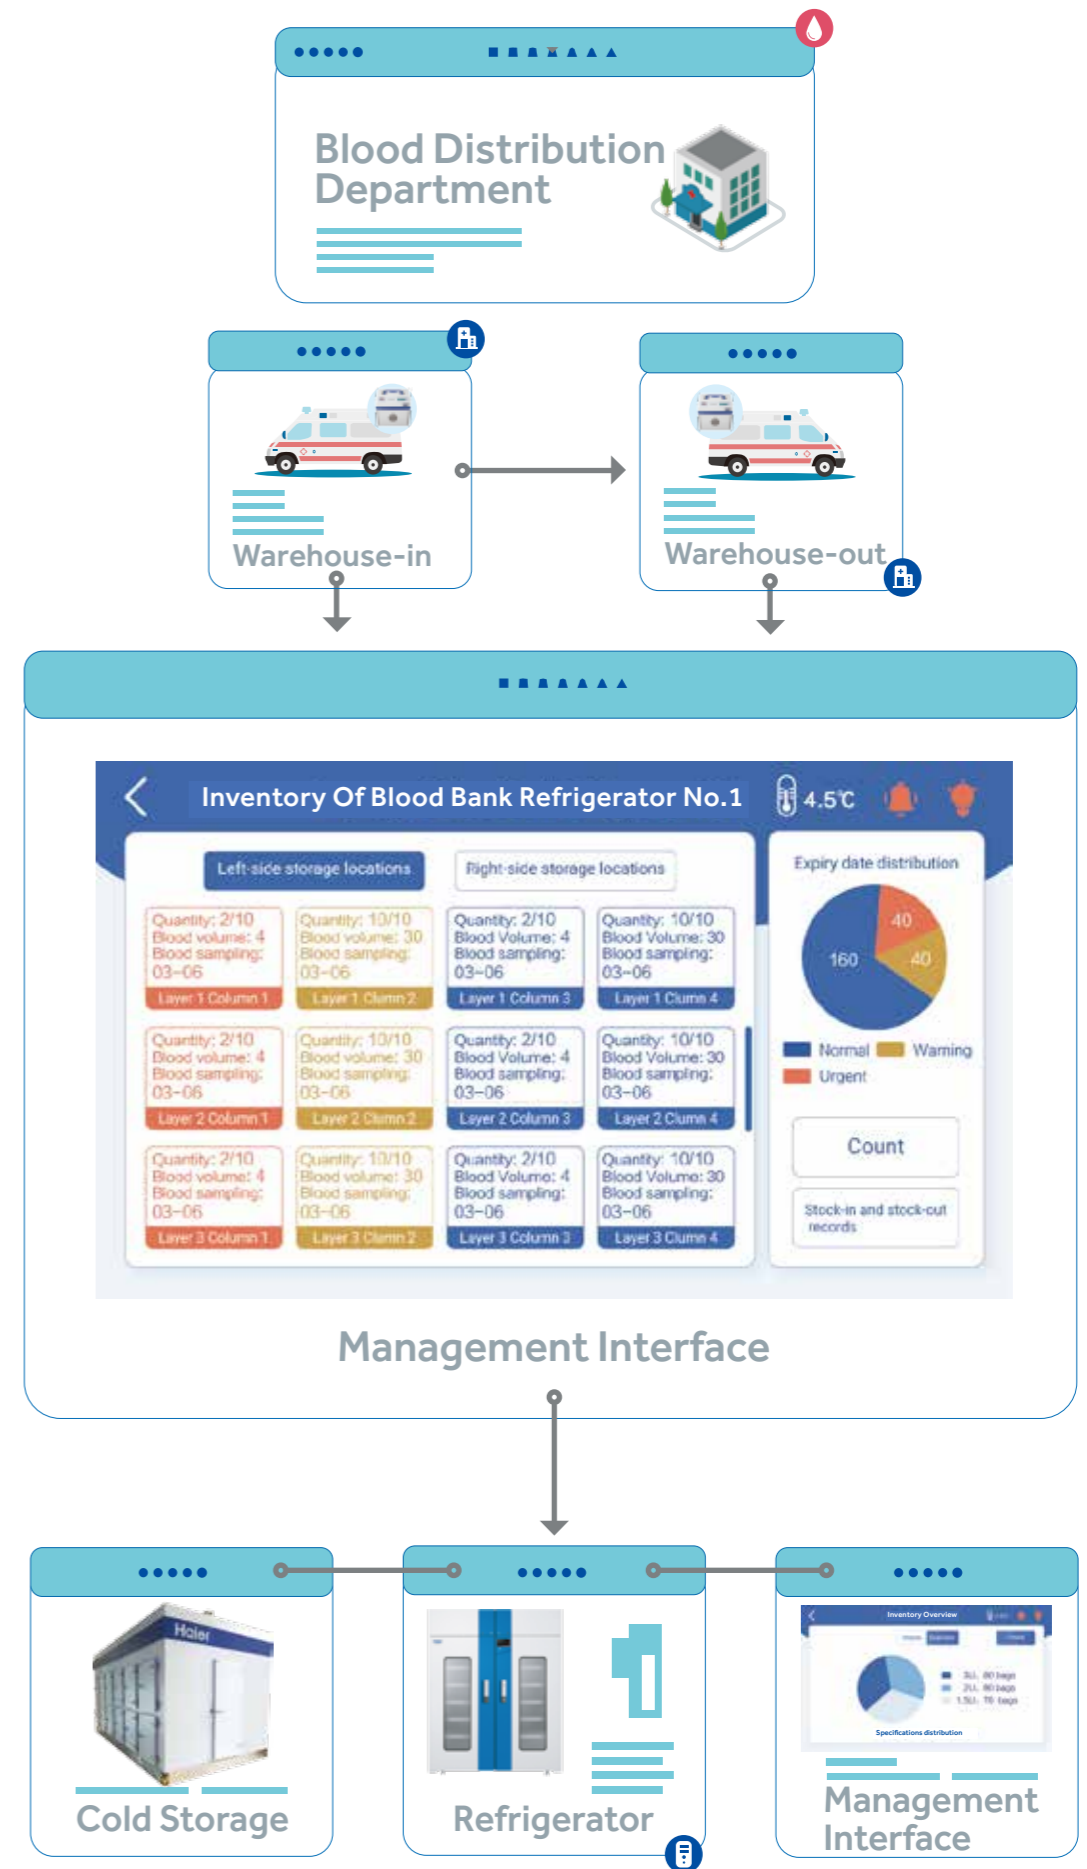 Blood Distribution
Department
Warehouse-in
Warehouse-out
Inventory Of Blood Bank Refrigerator No.1
4.5℃
Left-side storage locations
Right-side storage locations
Quantity: 2/10
Blood volume: 4
Blood sampling:
03-06
Layer 1 Column 1
Quantity: 10/10
Blood volume: 30
Blood sampling:
03-06
Layer 1 Clumn 2
Quantity: 2/10
Blood Volume: 4
Blood sampling:
03-06
Layer 1 Column 3
Quantity: 10/10
Blood Volume: 30
Blood sampling:
03-06
Layer 1 Clumn 4
Quantity: 2/10
Blood volume: 4
Blood sampling:
03-06
Layer 2 Column 1
Quantity: 10/10
Blood volume: 30
Blood sampling:
03-06
Layer 2 Clumn 2
Quantity: 2/10
Blood Volume: 4
Blood sampling:
03-06
Layer 2 Column 3
Quantity: 10/10
Blood Volume: 30
Blood sampling:
03-06
Layer 2 Clumn 4
Quantity: 2/10
Blood volume: 4
Blood sampling:
03-06
Layer 3 Column 1
Quantity: 10/10
Blood volume: 30
Blood sampling:
03-06
Layer 3 Clumn 2
Quantity: 2/10
Blood Volume: 4
Blood sampling:
03-06
Layer 3 Column 3
Quantity: 10/10
Blood Volume: 30
Blood sampling:
03-06
Layer 3 Clumn 4
Expiry date distribution
40
160
40
Normal
Warning
Urgent
Count
Stock-in and stock-out
records
Management Interface
Haier
Cold Storage
Refrigerator
Inventory Overview
3U, 80 bags
2U, 80 bags
1.5U, 76 bags
Specifications distribution
Management
Interface